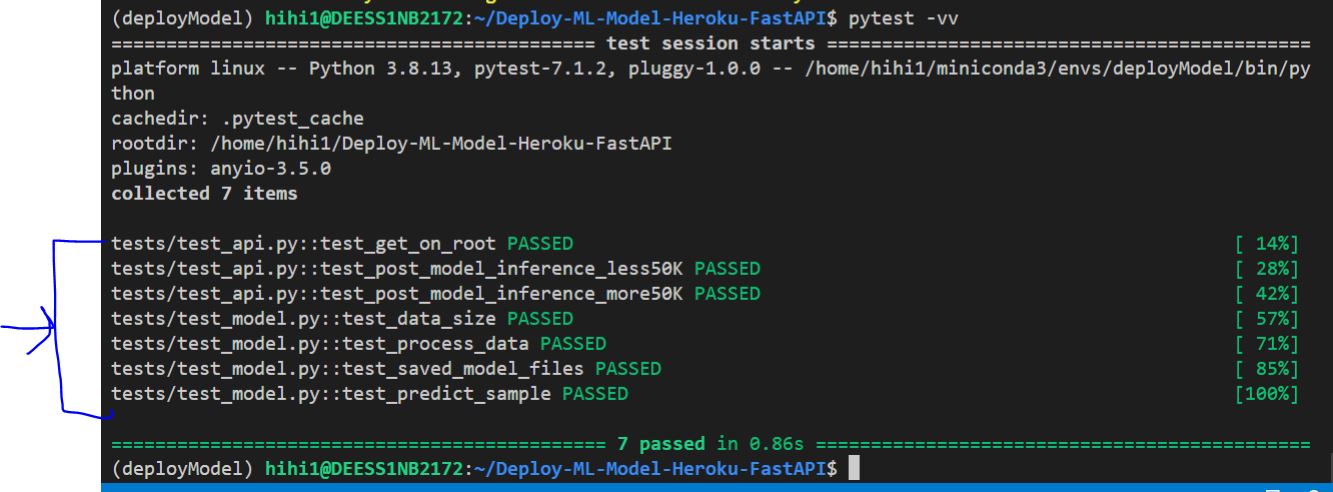 (deployModel) hihi1@DEESS1NB2172:~/Deploy-ML-Model-Heroku-FastAPI$ pytest -vv
============================================ test session starts ============================================
platform linux -- Python 3.8.13, pytest-7.1.2, pluggy-1.0.0 -- /home/hihi1/miniconda3/envs/deployModel/bin/py
thon
cachedir: .pytest_cache
rootdir: /home/hihi1/Deploy-ML-Model-Heroku-FastAPI
plugins: anyio-3.5.0
collected 7 items
tests/test_api.py::test_get_on_root PASSED [ 14%]
tests/test_api.py::test_post_model_inference_less50K PASSED [ 28%]
tests/test_api.py::test_post_model_inference_more50K PASSED [ 42%]
tests/test_model.py::test_data_size PASSED [ 57%]
tests/test_model.py::test_process_data PASSED [ 71%]
tests/test_model.py::test_saved_model_files PASSED [ 85%]
tests/test_model.py::test_predict_sample PASSED [100%]
============================================= 7 passed in 0.86s =============================================
(deployModel) hihi1@DEESS1NB2172:~/Deploy-ML-Model-Heroku-FastAPI$